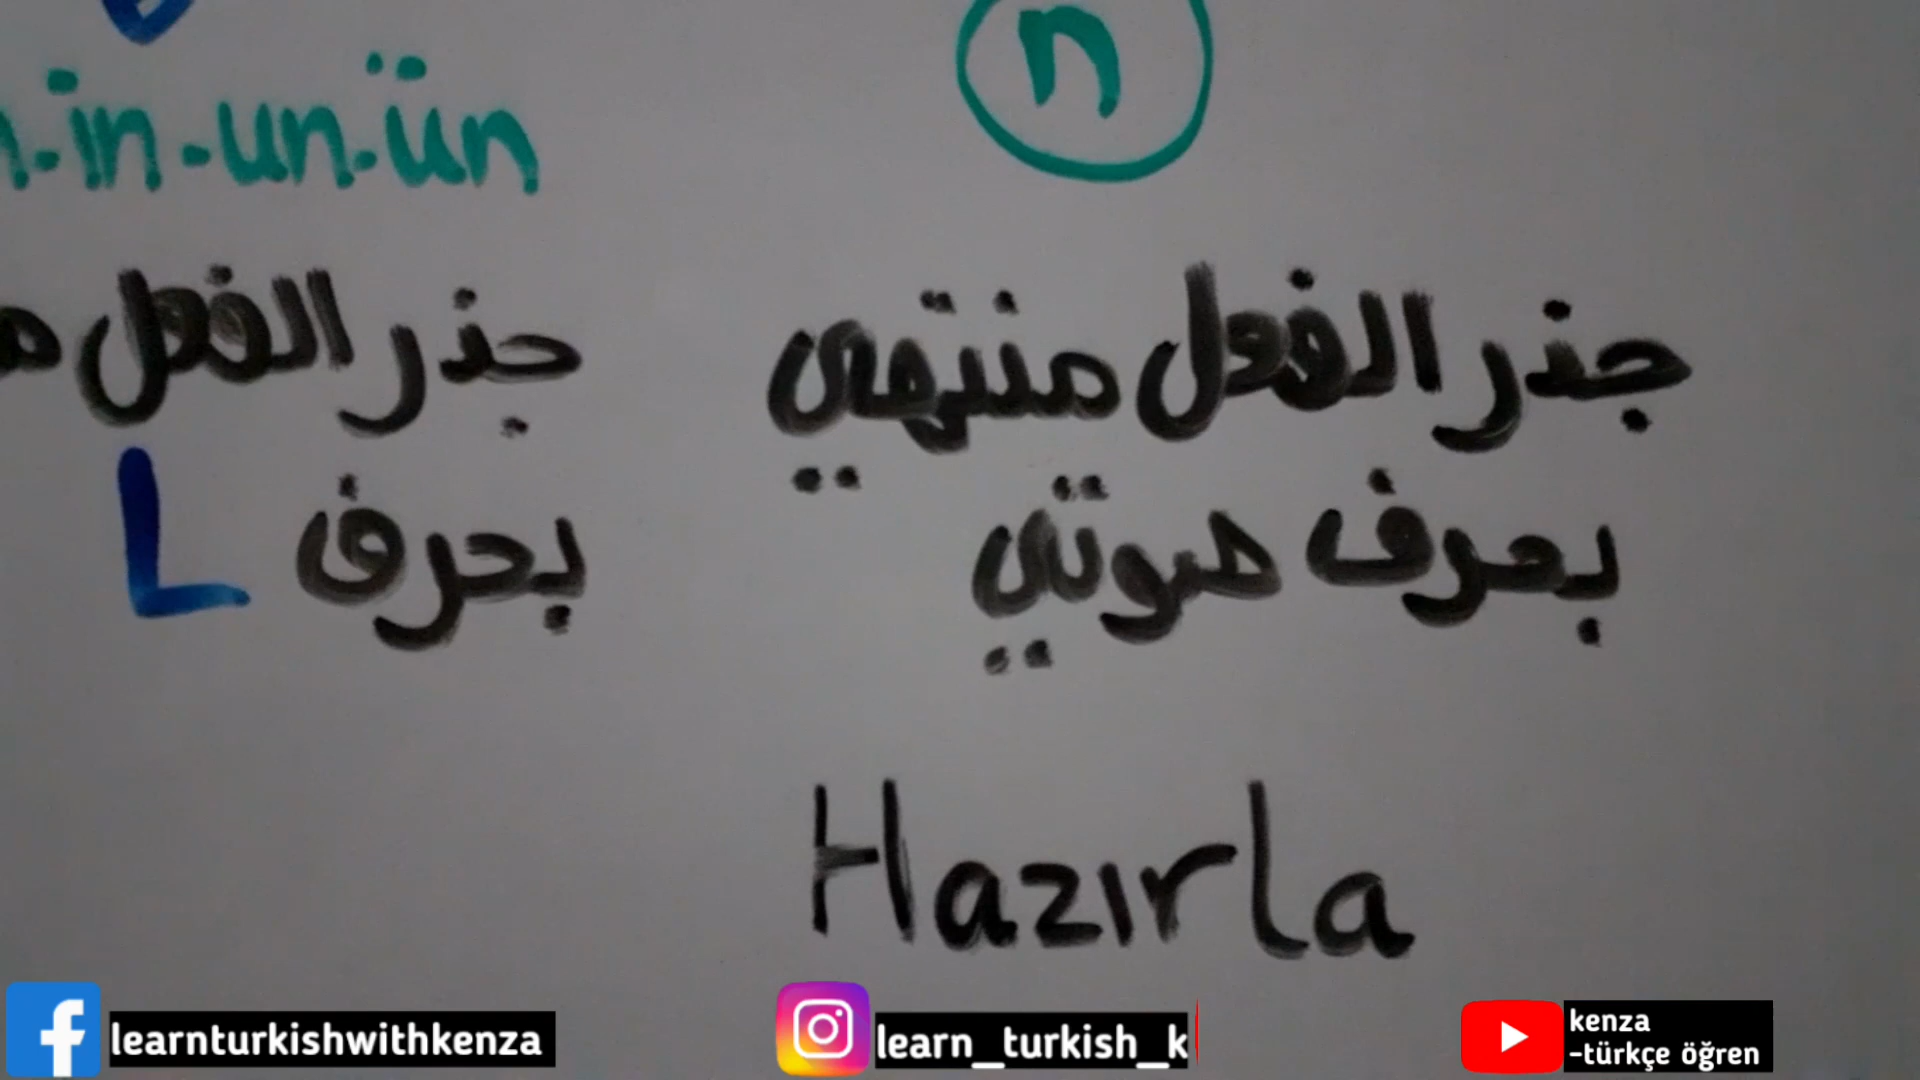 n
in-un-ün
جذر الفعل منتهي
بحرف صوتي
جذر الفعل
بحرف L
Hazırla
learnturkishwithkenza
learn_turkish_k
kenza
-türkçe öğren